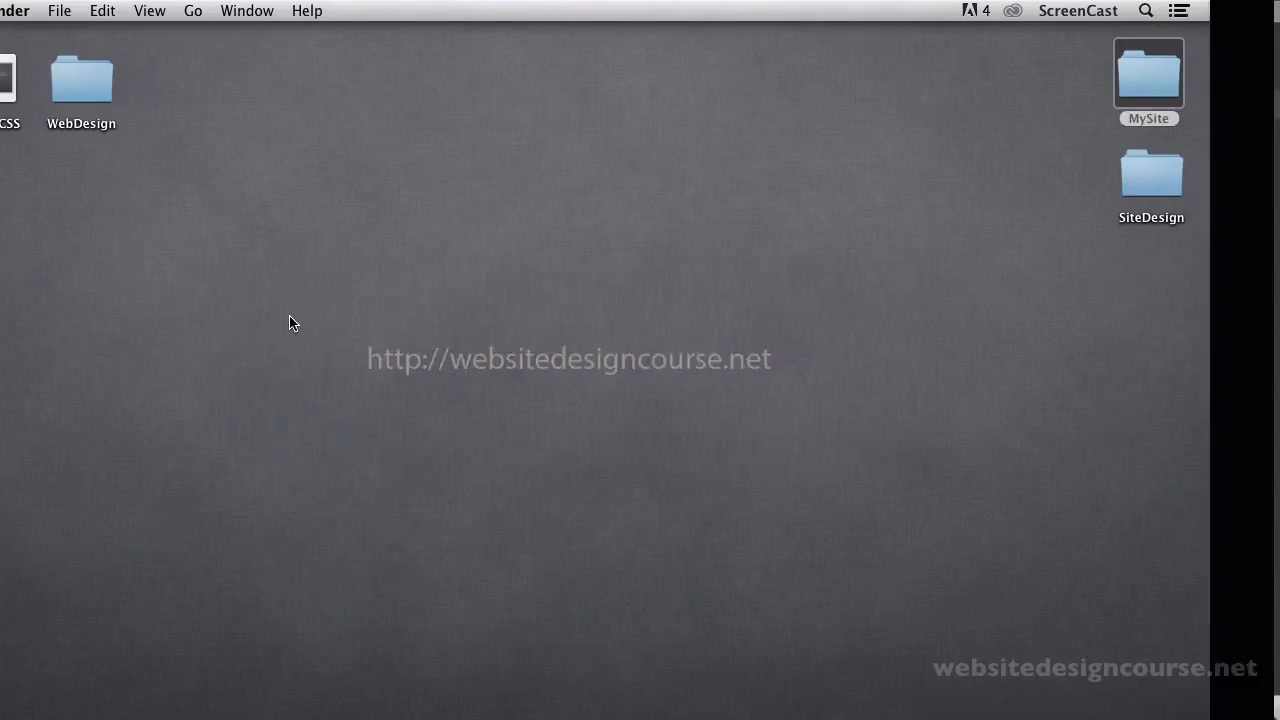 nder File Edit View Go Window Help 4 ScreenCast
CSS WebDesign
MySite
SiteDesign
http://websitedesigncourse.net
websitedesigncourse.net